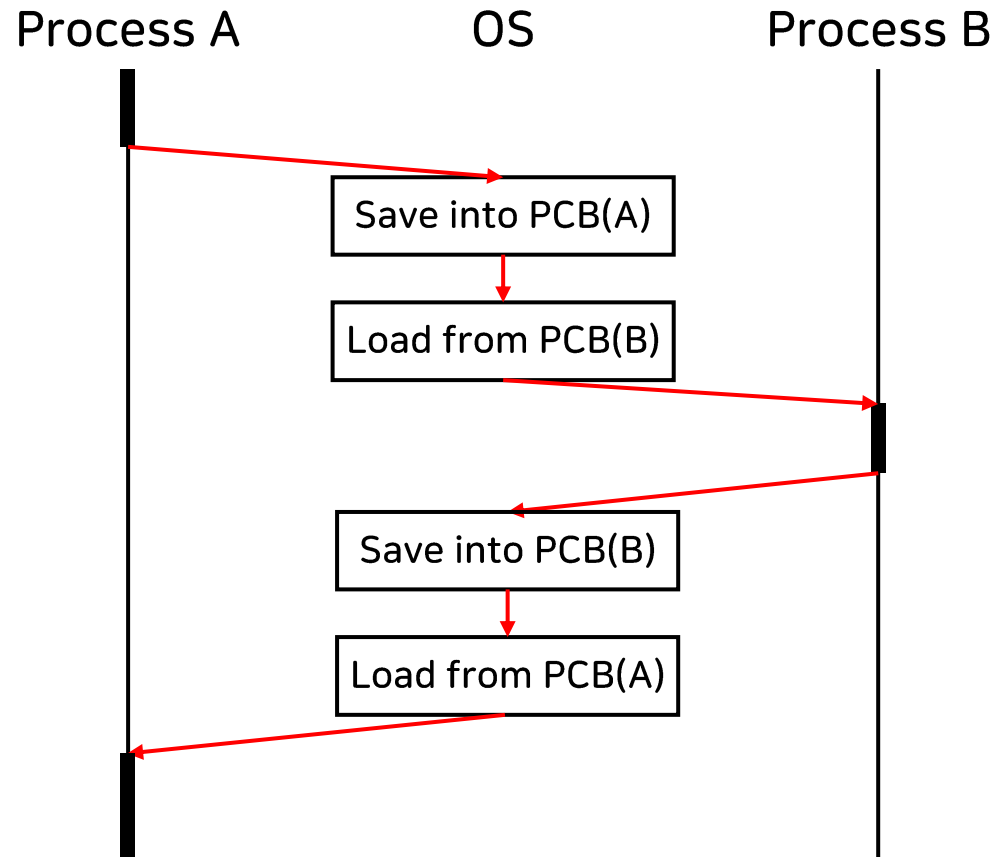 Process A
OS
Process B
Save into PCB(A)
Load from PCB(B)
Save into PCB(B)
Load from PCB(A)